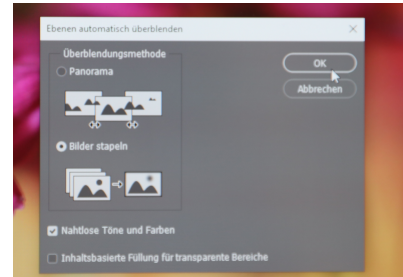 Ebenen automatisch überblenden
Überblendungsmethode
Panorama
Bilder stapeln
OK
Abbrechen
Nahtlose Töne und Farben
Inhaltsbasierte Füllung für transparente Bereiche